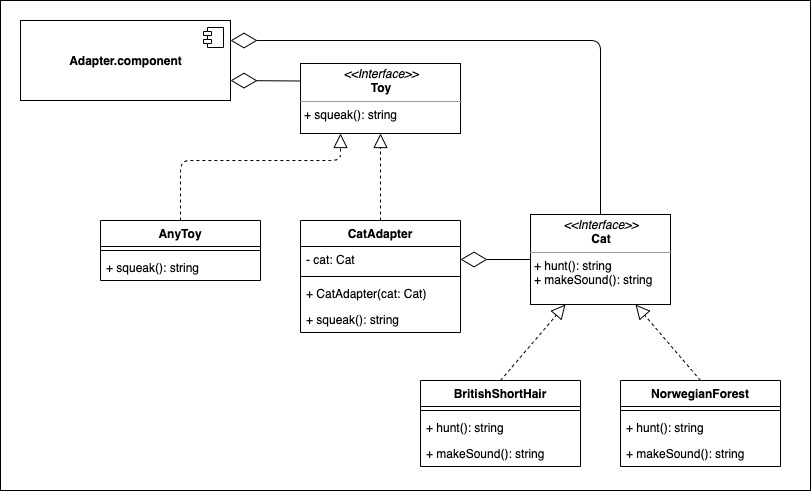 Adapter.component
<<Interface>>
Toy
+ squeak(): string
AnyToy
+ squeak(): string
CatAdapter
- cat: Cat
+ CatAdapter(cat: Cat)
+ squeak(): string
<<Interface>>
Cat
+ hunt(): string
+ makeSound(): string
BritishShortHair
+ hunt(): string
+ makeSound(): string
NorwegianForest
+ hunt(): string
+ makeSound(): string